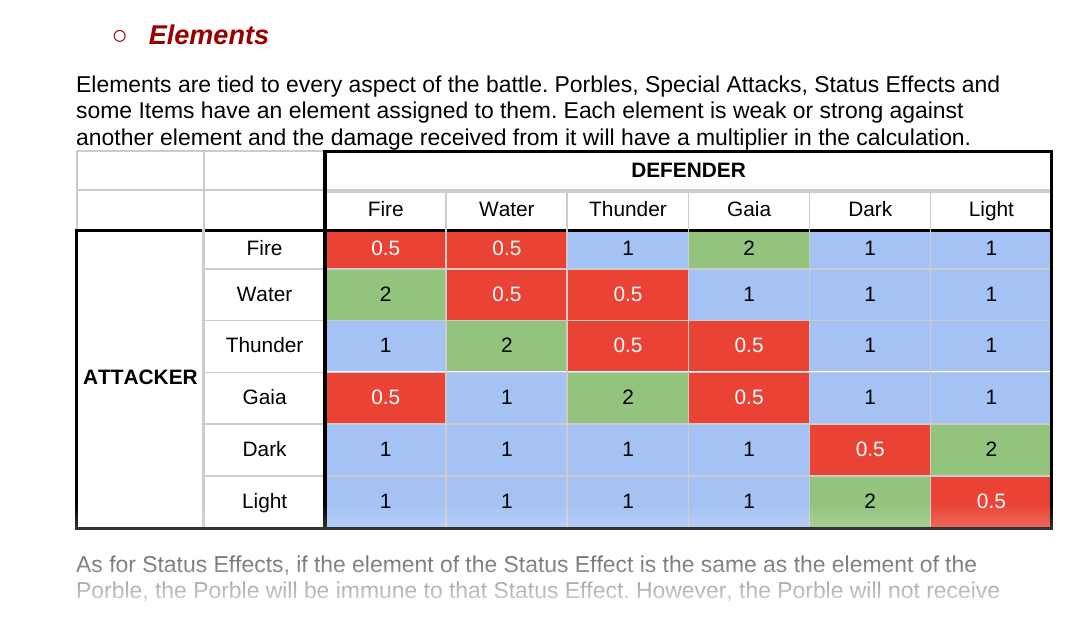 ○ Elements
Elements are tied to every aspect of the battle. Porbles, Special Attacks, Status Effects and
some Items have an element assigned to them. Each element is weak or strong against
another element and the damage received from it will have a multiplier in the calculation.
DEFENDER
Fire Water Thunder Gaia Dark Light
ATTACKER
Fire 0.5 0.5 1 2 1 1
Water 2 0.5 0.5 1 1 1
Thunder 1 2 0.5 0.5 1 1
Gaia 0.5 1 2 0.5 1 1
Dark 1 1 1 1 0.5 2
Light 1 1 1 1 2 0.5
As for Status Effects, if the element of the Status Effect is the same as the element of the
Porble, the Porble will be immune to that Status Effect. However, the Porble will not receive